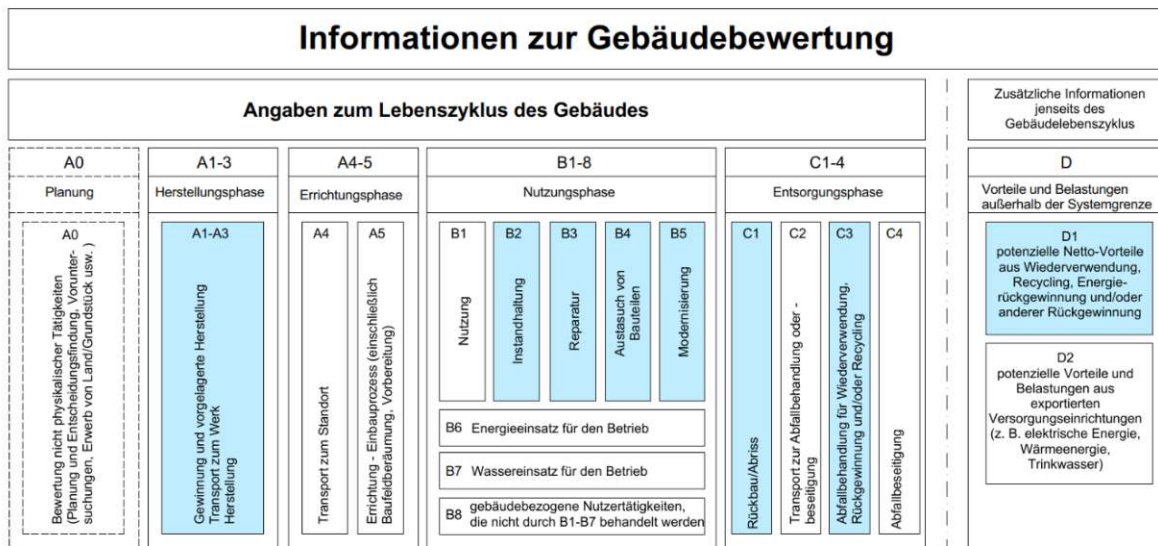 Informationen zur Gebäudebewertung
Angaben zum Lebenszyklus des Gebäudes
Zusätzliche Informationen
jenseits des
Gebäudelebenszyklus
A0
Planung
A0
Bewertung nicht physikalischer Tätigkeiten
(Planung und Entscheidungsfindung, Vorunter-
suchungen, Erwerb von Land/Grundstück usw. )
A1-3
Herstellungsphase
A1-A3
Gewinnung und vorgelagerte Herstellung
Transport zum Werk
Herstellung
A4-5
Errichtungsphase
A4
Transport zum Standort
A5
Errichtung - Einbauprozess (einschließlich
Baufeldberäumung, Vorbereitung)
B1-8
Nutzungsphase
B1
Nutzung
B2
Instandhaltung
B3
Reparatur
B4
Austasuch von
Bauteilen
B5
Modernisierung
B6 Energieeinsatz für den Betrieb
B7 Wassereinsatz für den Betrieb
B8 gebäudebezogene Nutzertätigkeiten,
die nicht durch B1-B7 behandelt werden
C1-4
Entsorgungsphase
C1
Rückbau/Abriss
C2
Transport zur Abfallbehandlung oder -
beseitigung
C3
Abfallbehandlung für Wiederverwendung,
Rückgewinnung und/oder Recycling
C4
Abfallbeseitigung
D
Vorteile und Belastungen
außerhalb der Systemgrenze
D1
potenzielle Netto-Vorteile
aus Wiederverwendung,
Recycling, Energie-
rückgewinnung und/oder
anderer Rückgewinnung
D2
potenzielle Vorteile und
Belastungen aus
exportierten
Versorgungseinrichtungen
(z. B. elektrische Energie,
Wärmeenergie,
Trinkwasser)